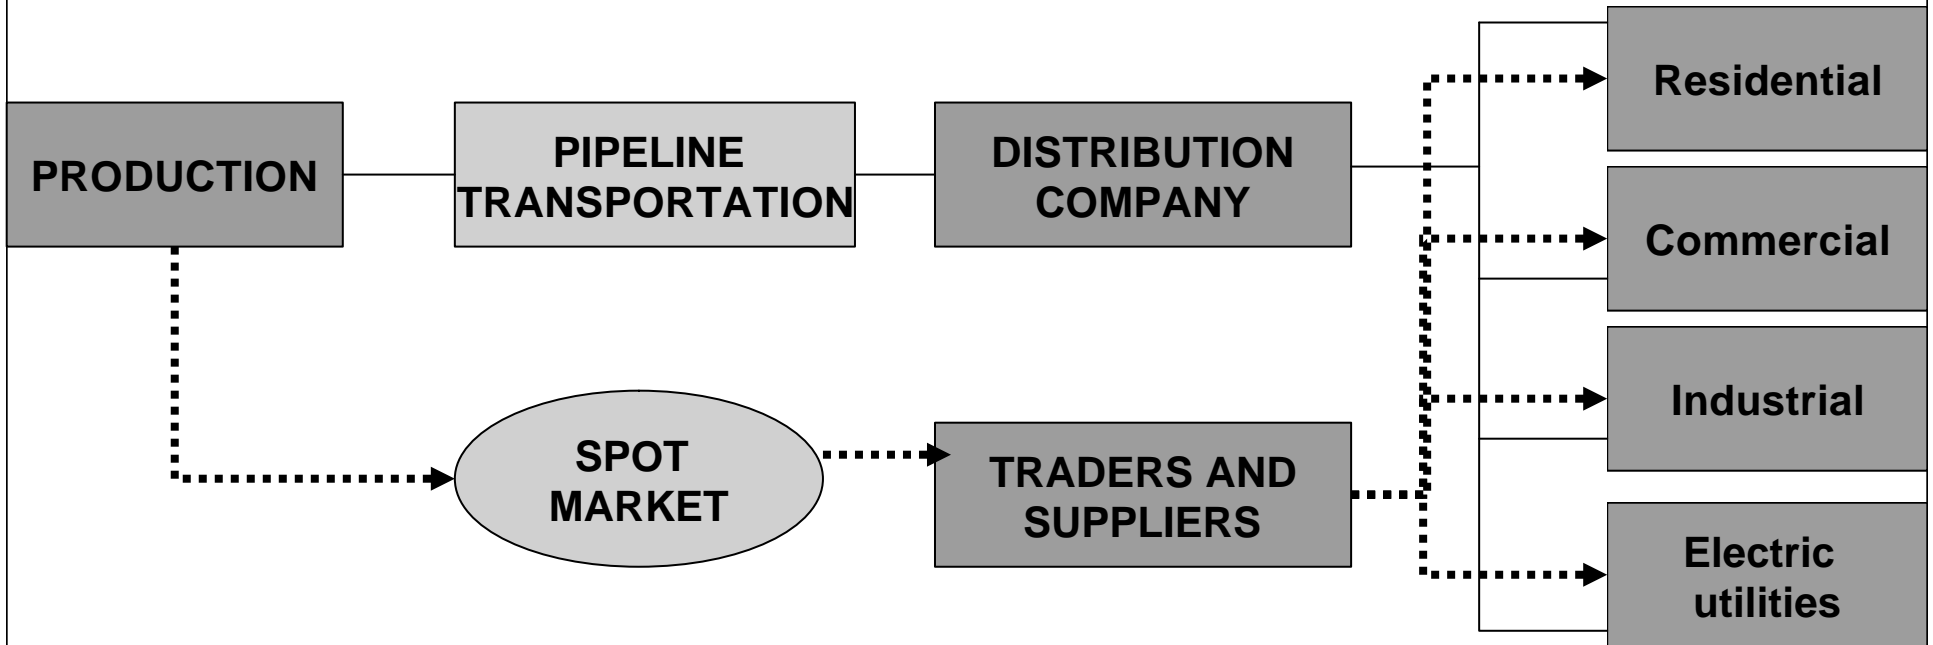 PRODUCTION
PIPELINE
TRANSPORTATION
DISTRIBUTION
COMPANY
Residential
Commercial
Industrial
Electric
utilities
SPOT
MARKET
TRADERS AND
SUPPLIERS